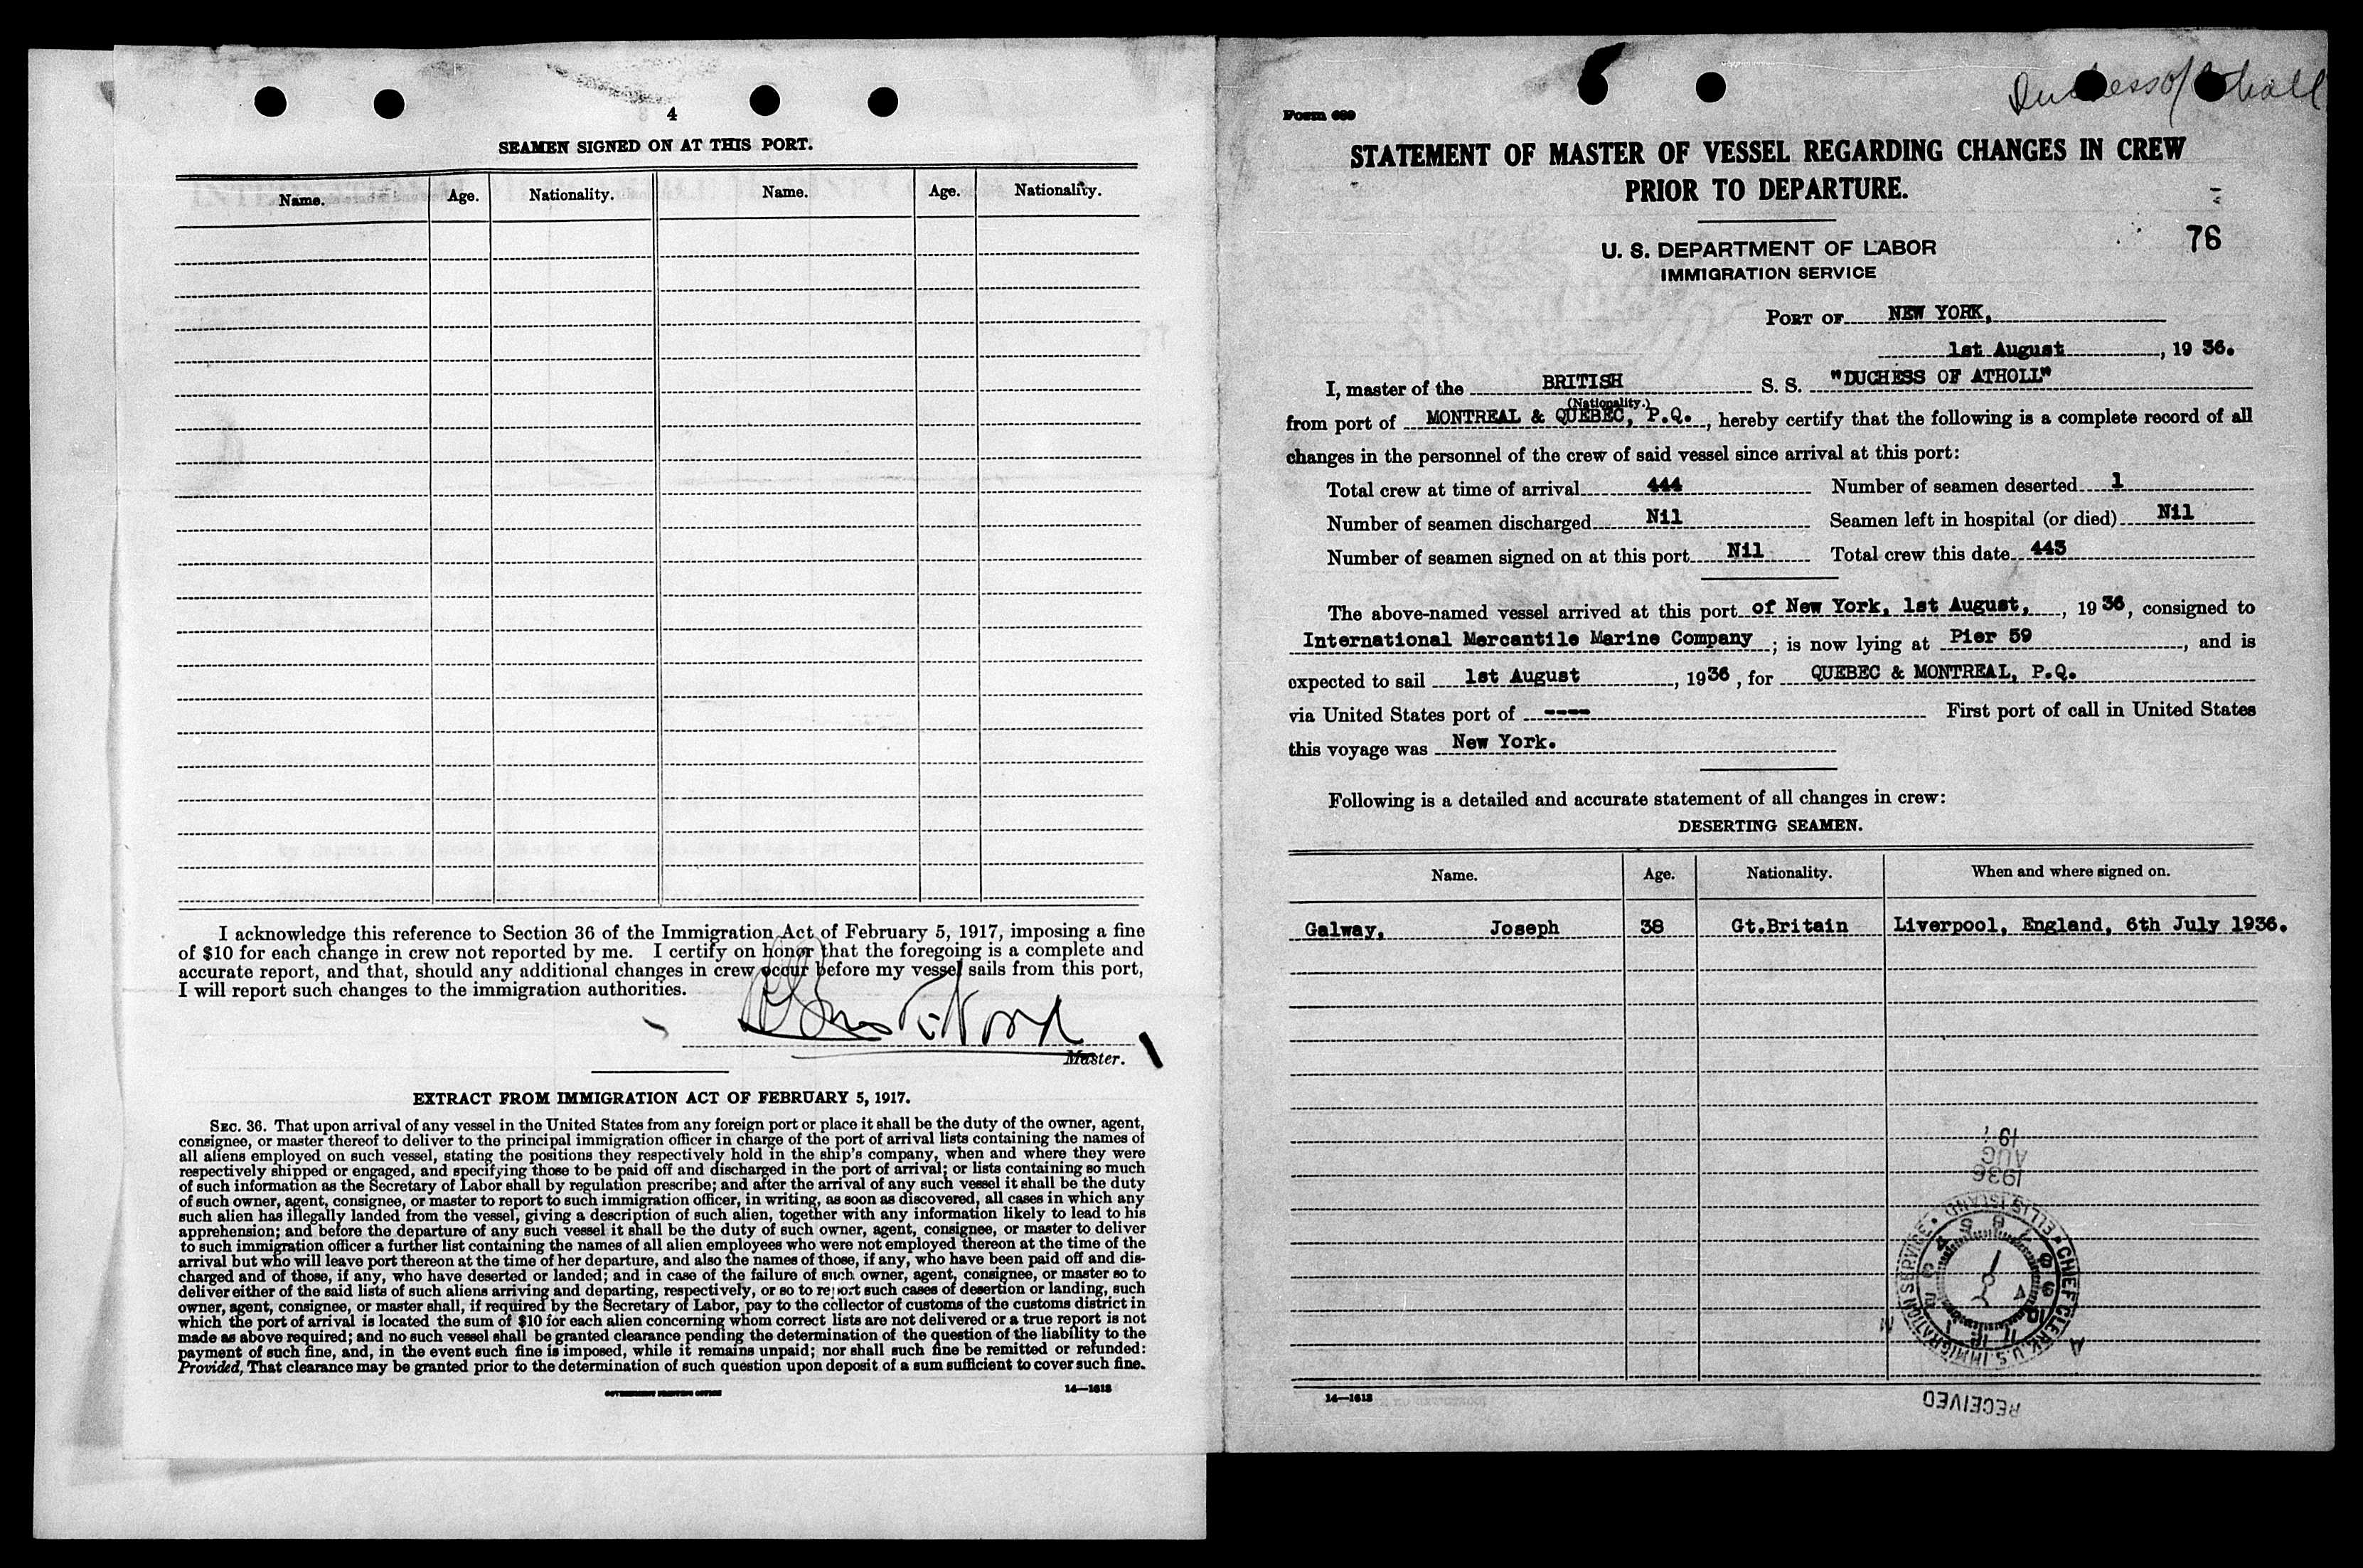 4
SEAMEN SIGNED ON AT THIS PORT.
Name. Age. Nationality. Name. Age. Nationality.
I acknowledge this reference to Section 36 of the Immigration Act of February 5, 1917, imposing a fine
of $10 for each change in crew not reported by me. I certify on honor that the foregoing is a complete and
accurate report, and that, should any additional changes in crew occur before my vessel sails from this port,
I will report such changes to the immigration authorities.
Master.
EXTRACT FROM IMMIGRATION ACT OF FEBRUARY 5, 1917.
SEC. 36. That upon arrival of any vessel in the United States from any foreign port or place it shall be the duty of the owner, agent,
consignee, or master thereof to deliver to the principal immigration officer in charge of the port of arrival lists containing the names of
all aliens employed on such vessel, stating the positions they respectively hold in the ship's company, when and where they were
respectively shipped or engaged, and specifying those to be paid off and discharged in the port of arrival; or lists containing so much
of such information as the Secretary of Labor shall by regulation prescribe; and after the arrival of any such vessel it shall be the duty
of such owner, agent, consignee, or master to report to such immigration officer, in writing, as soon as discovered, all cases in which any
such alien has illegally landed from the vessel, giving a description of such alien, together with any information likely to lead to his
apprehension; and before the departure of any such vessel it shall be the duty of such owner, agent, consignee, or master to deliver
to such immigration officer a further list containing the names of all alien employees who were not employed thereon at the time of the
arrival but who will leave port thereon at the time of her departure, and also the names of those, if any, who have been paid off and dis-
charged and of those, if any, who have deserted or landed; and in case of the failure of such owner, agent, consignee, or master so to
deliver either of the said lists of such aliens arriving and departing, respectively, or so to report such cases of desertion or landing, such
owner, agent, consignee, or master shall, if required by the Secretary of Labor, pay to the collector of customs of the customs district in
which the port of arrival is located the sum of $10 for each alien concerning whom correct lists are not delivered or a true report is not
made as above required; and no such vessel shall be granted clearance pending the determination of the question of the liability to the
payment of such fine, and, in the event such fine is imposed, while it remains unpaid; nor shall such fine be remitted or refunded:
Provided, That clearance may be granted prior to the determination of such question upon deposit of a sum sufficient to cover such fine.
GOVERNMENT PRINTING OFFICE 14—1613
Duchess of Atholl
Form 689
STATEMENT OF MASTER OF VESSEL REGARDING CHANGES IN CREW
PRIOR TO DEPARTURE.
76
U. S. DEPARTMENT OF LABOR
IMMIGRATION SERVICE
PORT OF NEW YORK,
1st August, 19 36.
I, master of the BRITISH S. S. "DUCHESS OF ATHOLL"
(Nationality.)
from port of MONTREAL & QUEBEC, P.Q., hereby certify that the following is a complete record of all
changes in the personnel of the crew of said vessel since arrival at this port:
Total crew at time of arrival 444 Number of seamen deserted 1
Number of seamen discharged Nil Seamen left in hospital (or died) Nil
Number of seamen signed on at this port Nil Total crew this date 443
The above-named vessel arrived at this port of New York, 1st August, , 19 36, consigned to
International Mercantile Marine Company; is now lying at Pier 59, and is
expected to sail 1st August, 1936, for QUEBEC & MONTREAL, P.Q.
via United States port of ---- First port of call in United States
this voyage was New York.
Following is a detailed and accurate statement of all changes in crew:
DESERTING SEAMEN.
Name. Age. Nationality. When and where signed on.
Galway, Joseph 38 Gt.Britain Liverpool, England, 6th July 1936.
AUG
1936
CHIEF CLERK, U.S. IMMIGRATION SERVICE • ELLIS ISLAND •
RECEIVED
14—1613